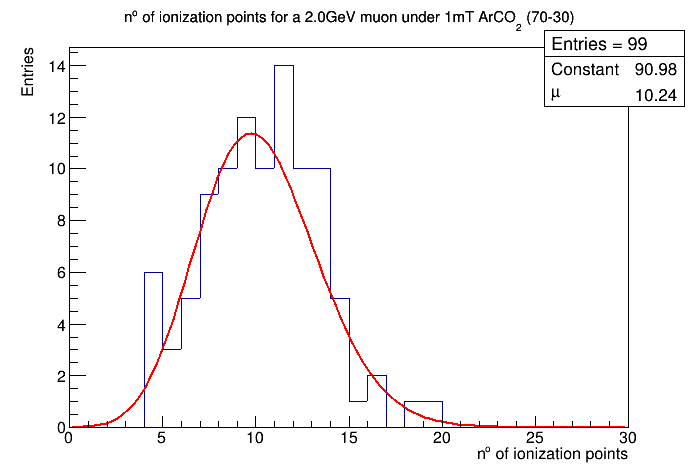 nº of ionization points for a 2.0GeV muon under 1mT ArCO2 (70-30)
Entries = 99
Constant 90.98
μ 10.24
Entries
14
12
10
8
6
4
2
0
0 5 10 15 20 25 30
nº of ionization points